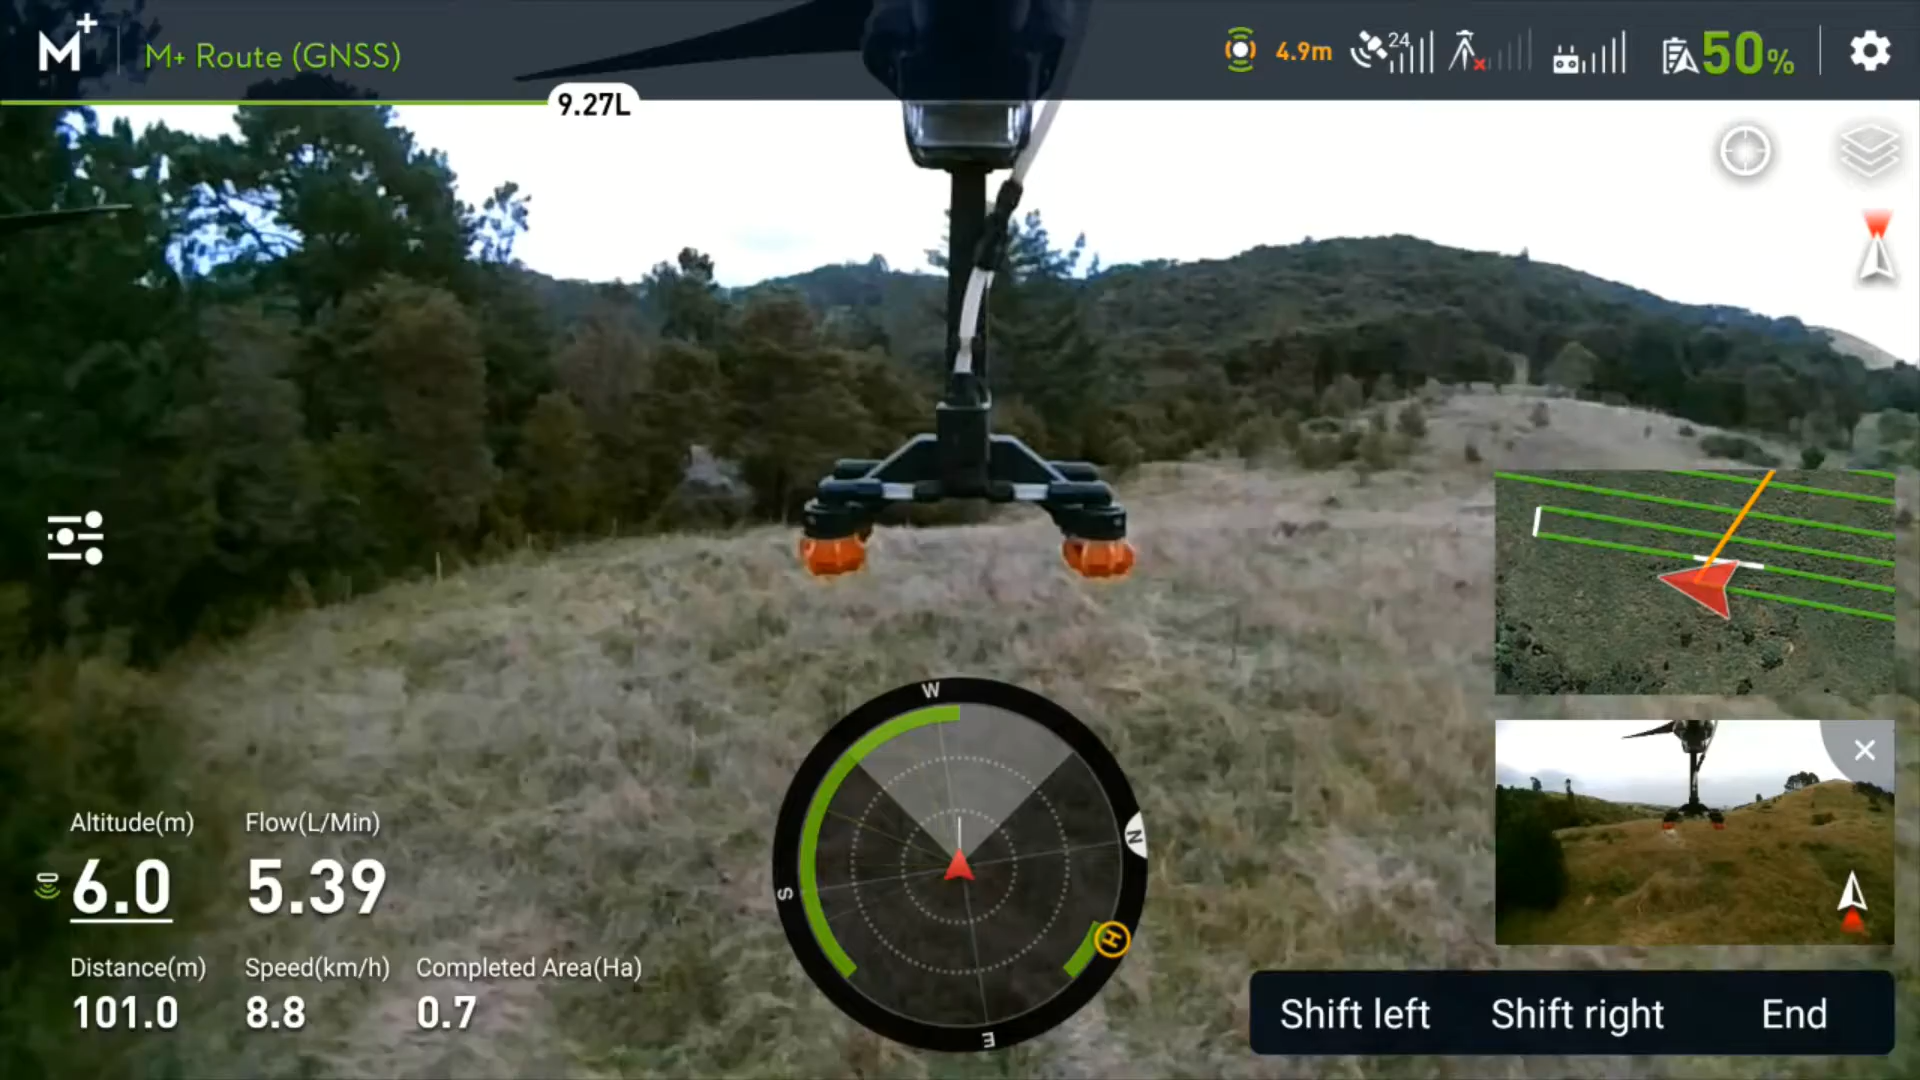 M+
M+ Route (GNSS)
4.9m
24
50%
9.27L
W
N
S
H
E
Altitude(m)
Flow(L/Min)
6.0
5.39
Distance(m)
Speed(km/h)
Completed Area(Ha)
101.0
8.8
0.7
Shift left
Shift right
End